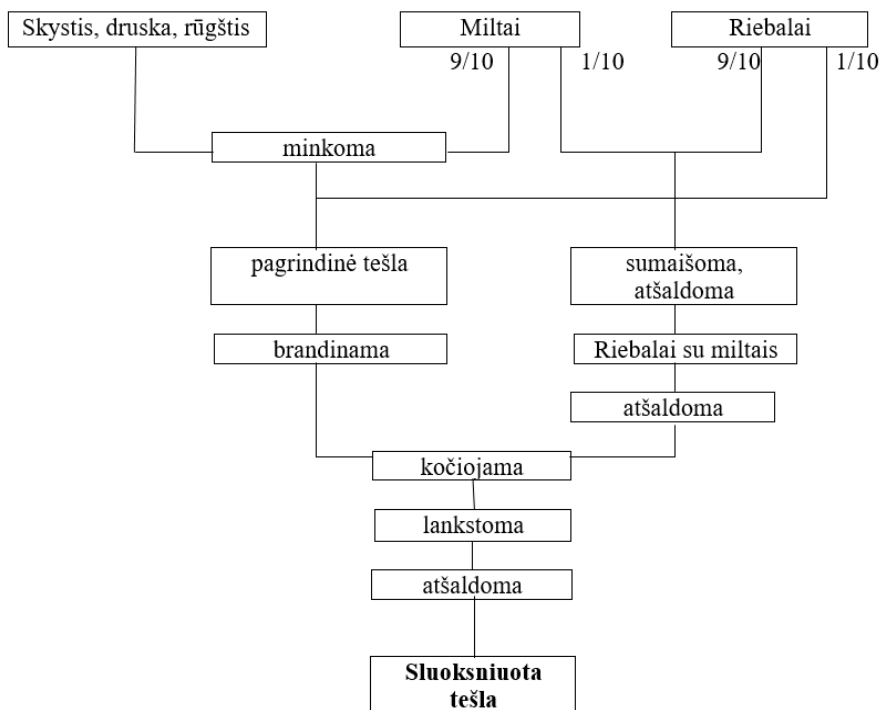 Skystis, druska, rūgštis
Miltai
Riebalai
9/10
1/10
9/10
1/10
minkoma
pagrindinė tešla
sumaišoma,
atšaldoma
brandinama
Riebalai su miltais
atšaldoma
kočiojama
lankstoma
atšaldoma
Sluoksniuota
tešla